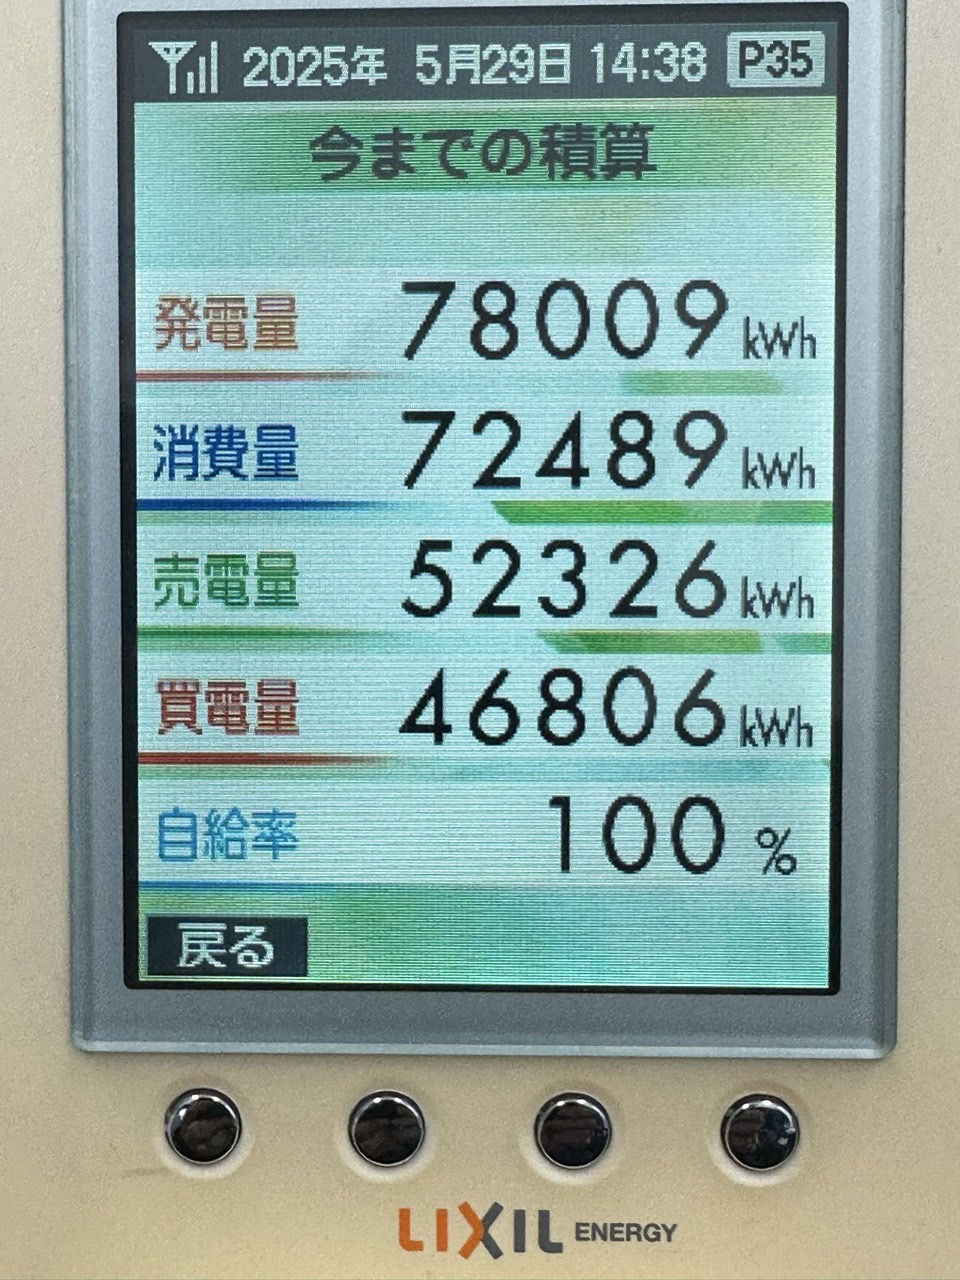 2025年 5月29日 14:38 P35
今までの積算
発電量 78009 kWh
消費量 72489 kWh
売電量 52326 kWh
買電量 46806 kWh
自給率 100 %
戻る
LIXIL ENERGY